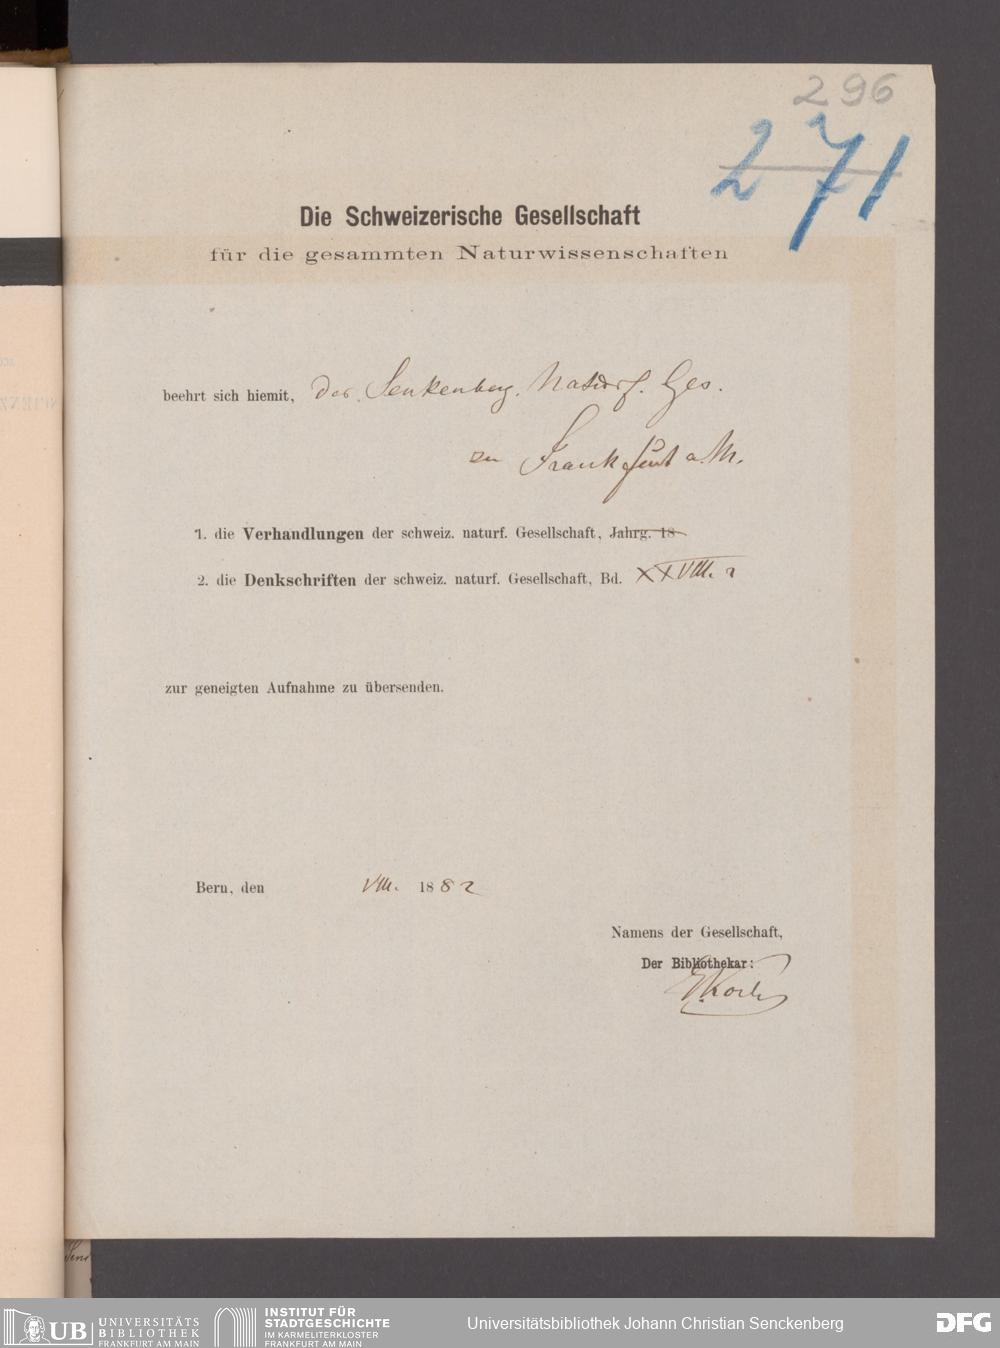 296
271
Die Schweizerische Gesellschaft
für die gesammten Naturwissenschaften
beehrt sich hiemit, der Senkenberg. Naturf. Ges.
zu Frankfurt a. M.
1. die Verhandlungen der schweiz. naturf. Gesellschaft, Jahrg. 18
2. die Denkschriften der schweiz. naturf. Gesellschaft, Bd. XXVIII. 2
zur geneigten Aufnahme zu übersenden.
Bern, den VIII. 1882
Namens der Gesellschaft,
Der Bibliothekar:
Koch
UB UNIVERSITÄTS
BIBLIOTHEK
FRANKFURT AM MAIN
INSTITUT FÜR
STADTGESCHICHTE
IM KARMELITERKLOSTER
FRANKFURT AM MAIN
Universitätsbibliothek Johann Christian Senckenberg
DFG